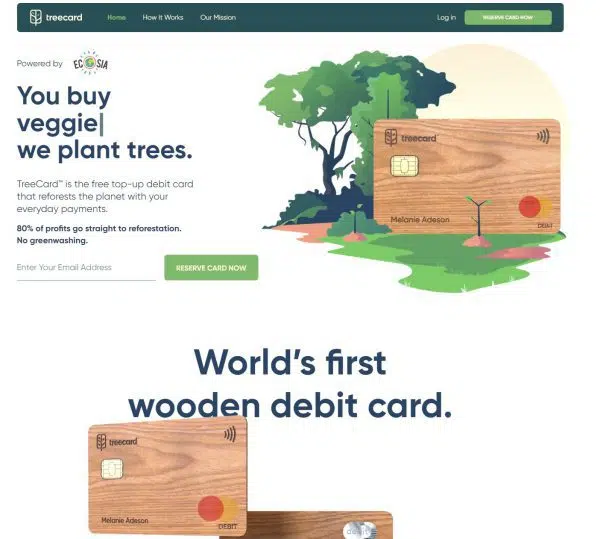 treecard
Home
How It Works
Our Mission
Log in
RESERVE CARD NOW
Powered by ECOSIA
You buy
veggie|
we plant trees.
TreeCard™ is the free top-up debit card
that reforests the planet with your
everyday payments.
80% of profits go straight to reforestation.
No greenwashing.
Enter Your Email Address
RESERVE CARD NOW
treecard
Melanie Adeson
DEBIT
World's first
wooden debit card.
treecard
Melanie Adeson
DEBIT
debit